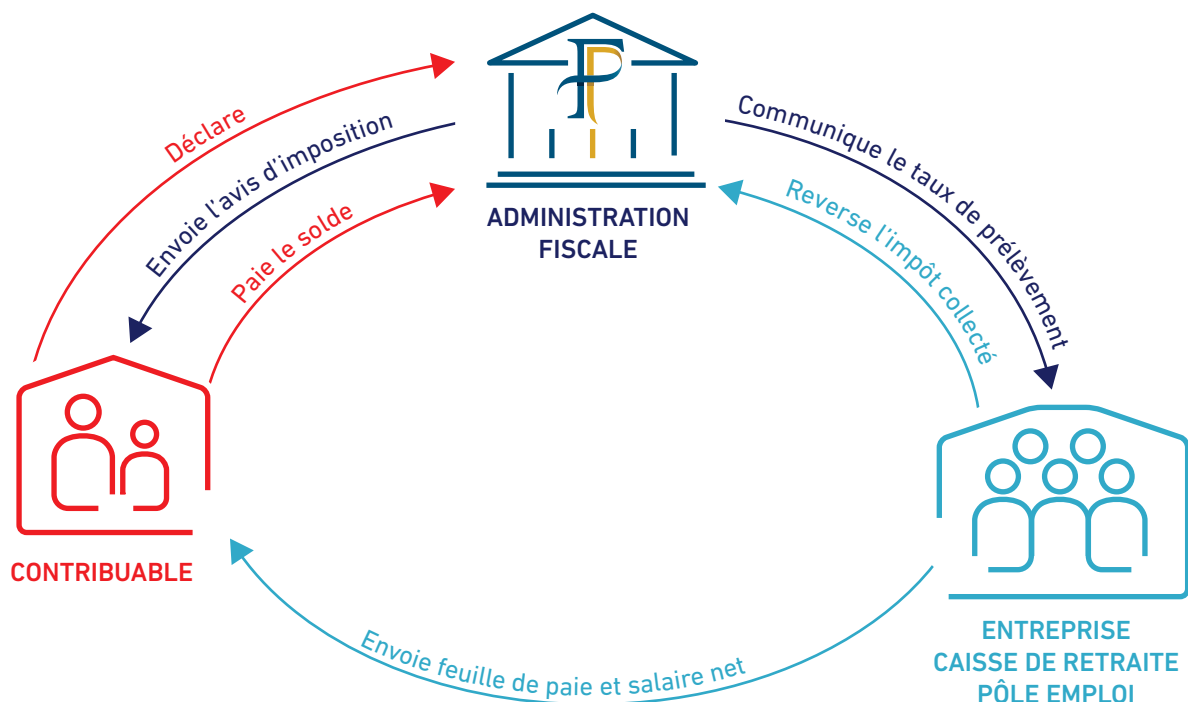 Déclare
Envoie l'avis d'imposition
Paie le solde
ADMINISTRATION
FISCALE
Communique le taux de prélèvement
Reverse l'impôt collecté
CONTRIBUABLE
Envoie feuille de paie et salaire net
ENTREPRISE
CAISSE DE RETRAITE
PÔLE EMPLOI